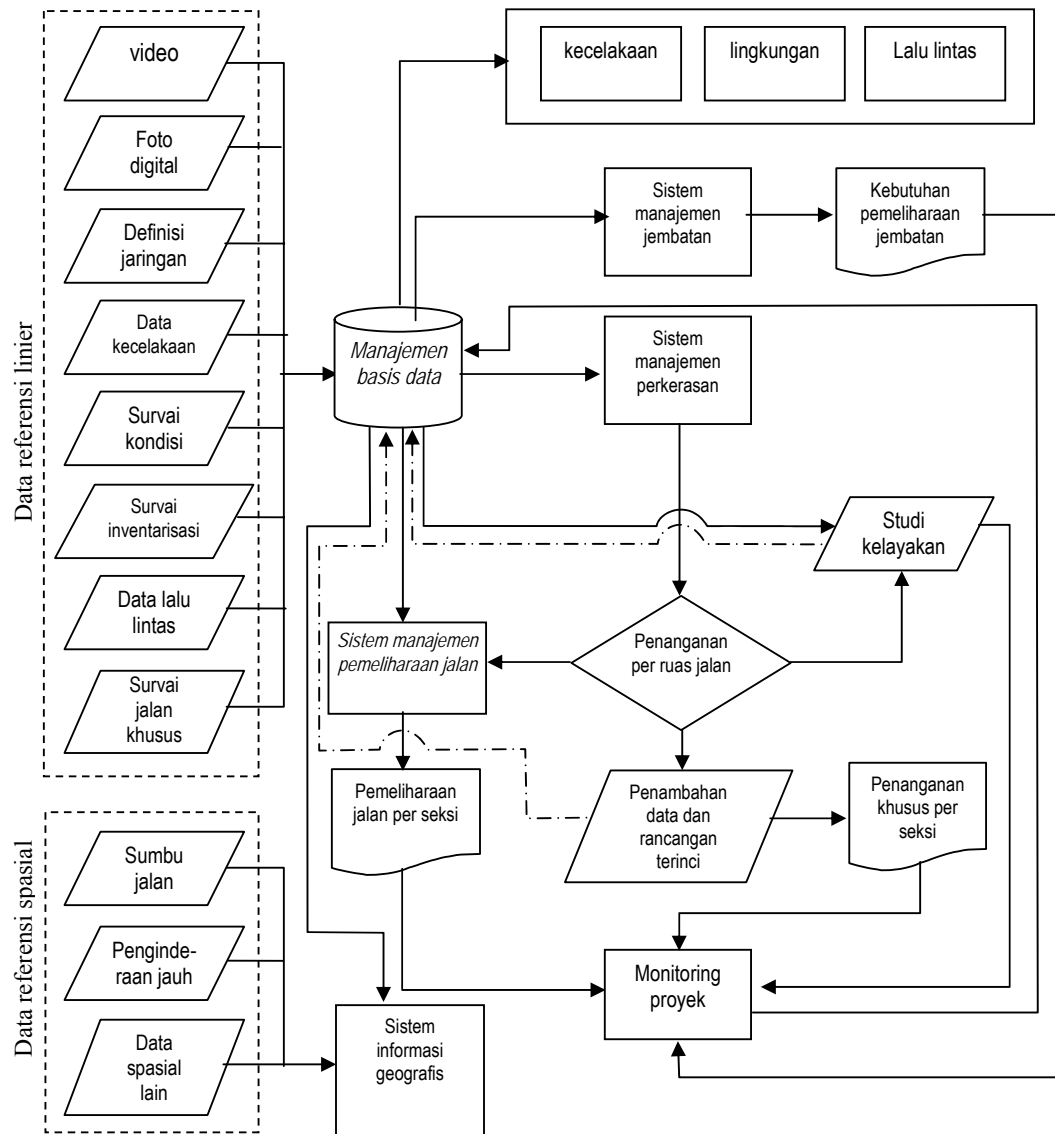 Data referensi linier
video
Foto
digital
Definisi
jaringan
Data
kecelakaan
Survai
kondisi
Survai
inventarisasi
Data lalu
lintas
Survai
jalan
khusus
Data referensi spasial
Sumbu
jalan
Penginde-
raan jauh
Data
spasial
lain
kecelakaan
lingkungan
Lalu lintas
Sistem
manajemen
jembatan
Kebutuhan
pemeliharaan
jembatan
Manajemen
basis data
Sistem
manajemen
perkerasan
Studi
kelayakan
Sistem manajemen
pemeliharaan jalan
Penanganan
per ruas jalan
Pemeliharaan
jalan per seksi
Penambahan
data dan
rancangan
terinci
Penanganan
khusus per
seksi
Monitoring
proyek
Sistem
informasi
geografis